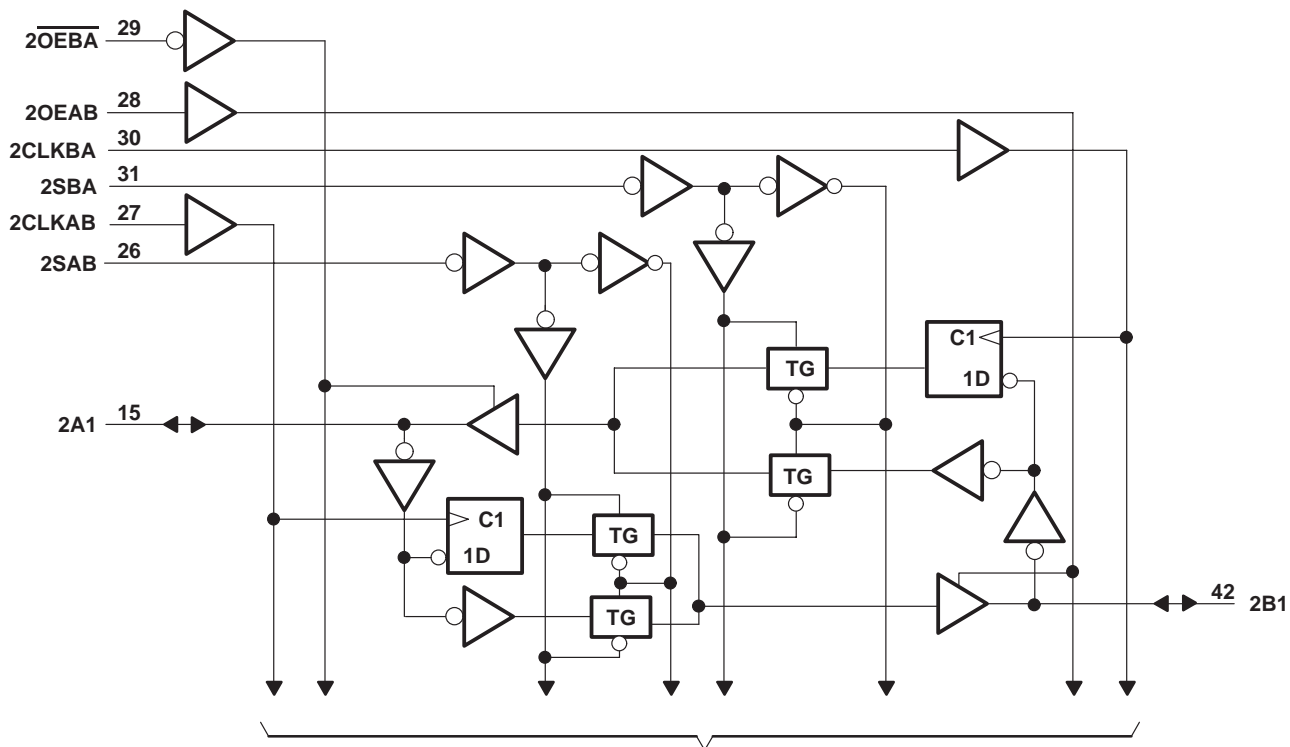 2O̅E̅B̅A̅ 29
2OEAB 28
2CLKBA 30
2SBA 31
2CLKAB 27
2SAB 26
C1
TG
1D
2A1 15
TG
C1
TG
1D
42 2B1
TG